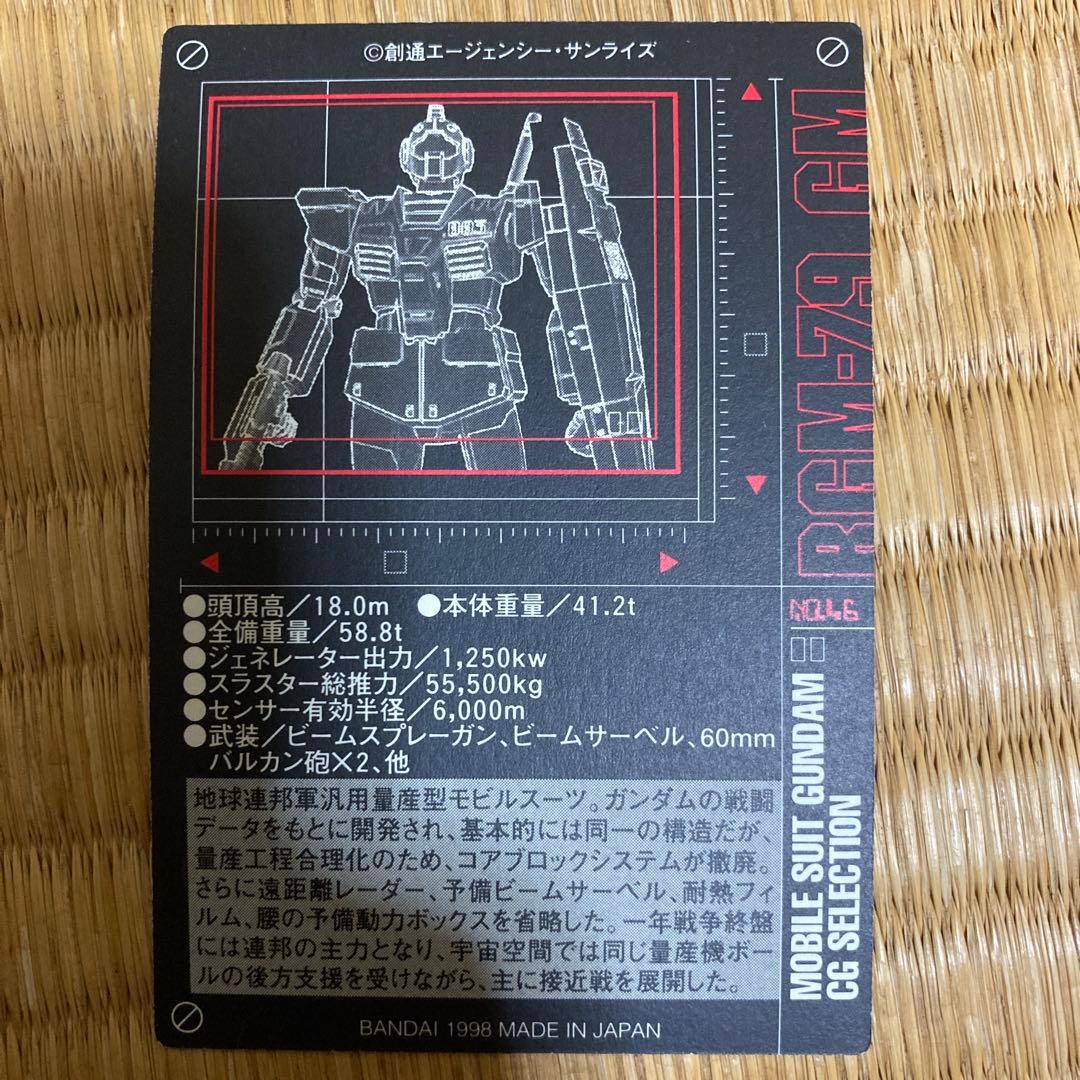 ©創通エージェンシー・サンライズ
RGM-79 GM
NO.46
●頭頂高／18.0m ●本体重量／41.2t
●全備重量／58.8t
●ジェネレーター出力／1,250kw
●スラスター総推力／55,500kg
●センサー有効半径／6,000m
●武装／ビームスプレーガン、ビームサーベル、60mm
バルカン砲×2、他
地球連邦軍汎用量産型モビルスーツ。ガンダムの戦闘
データをもとに開発され、基本的には同一の構造だが、
量産工程合理化のため、コアブロックシステムが撤廃。
さらに遠距離レーダー、予備ビームサーベル、耐熱フィ
ルム、腰の予備動力ボックスを省略した。一年戦争終盤
には連邦の主力となり、宇宙空間では同じ量産機ボー
ルの後方支援を受けながら、主に接近戦を展開した。
MOBILE SUIT GUNDAM
CG SELECTION
BANDAI 1998 MADE IN JAPAN